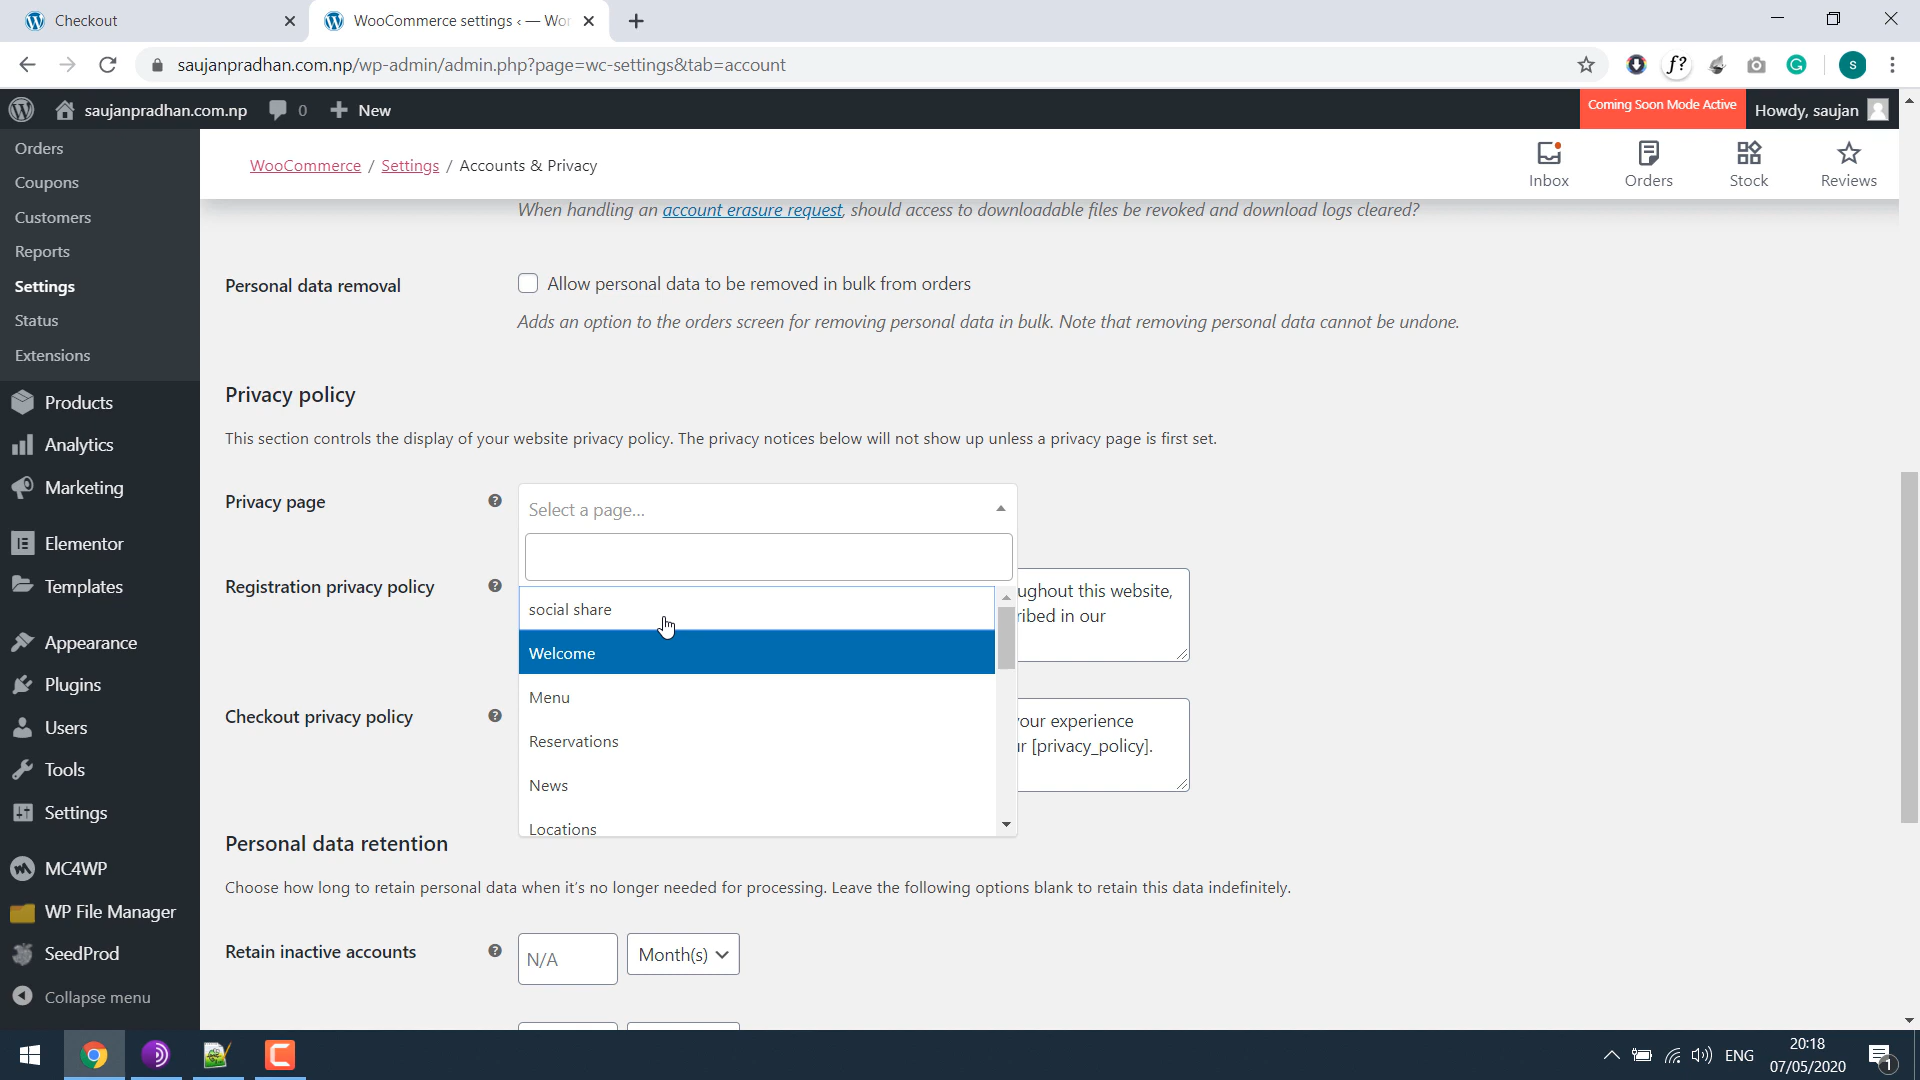 Checkout
WooCommerce settings ‹ — Wor
saujanpradhan.com.np/wp-admin/admin.php?page=wc-settings&tab=account
f?
s
saujanpradhan.com.np
0
New
Coming Soon Mode Active
Howdy, saujan
Orders
Coupons
Customers
Reports
Settings
Status
Extensions
Products
Analytics
Marketing
Elementor
Templates
Appearance
Plugins
Users
Tools
Settings
MC4WP
WP File Manager
SeedProd
Collapse menu
WooCommerce / Settings / Accounts & Privacy
Inbox
Orders
Stock
Reviews
When handling an account erasure request, should access to downloadable files be revoked and download logs cleared?
Personal data removal
Allow personal data to be removed in bulk from orders
Adds an option to the orders screen for removing personal data in bulk. Note that removing personal data cannot be undone.
Privacy policy
This section controls the display of your website privacy policy. The privacy notices below will not show up unless a privacy page is first set.
Privacy page
Select a page...
social share
Welcome
Menu
Reservations
News
Locations
Registration privacy policy
ughout this website,
ribed in our
Checkout privacy policy
our experience
ur [privacy_policy].
Personal data retention
Choose how long to retain personal data when it's no longer needed for processing. Leave the following options blank to retain this data indefinitely.
Retain inactive accounts
N/A
Month(s)
ENG
20:18
07/05/2020
1